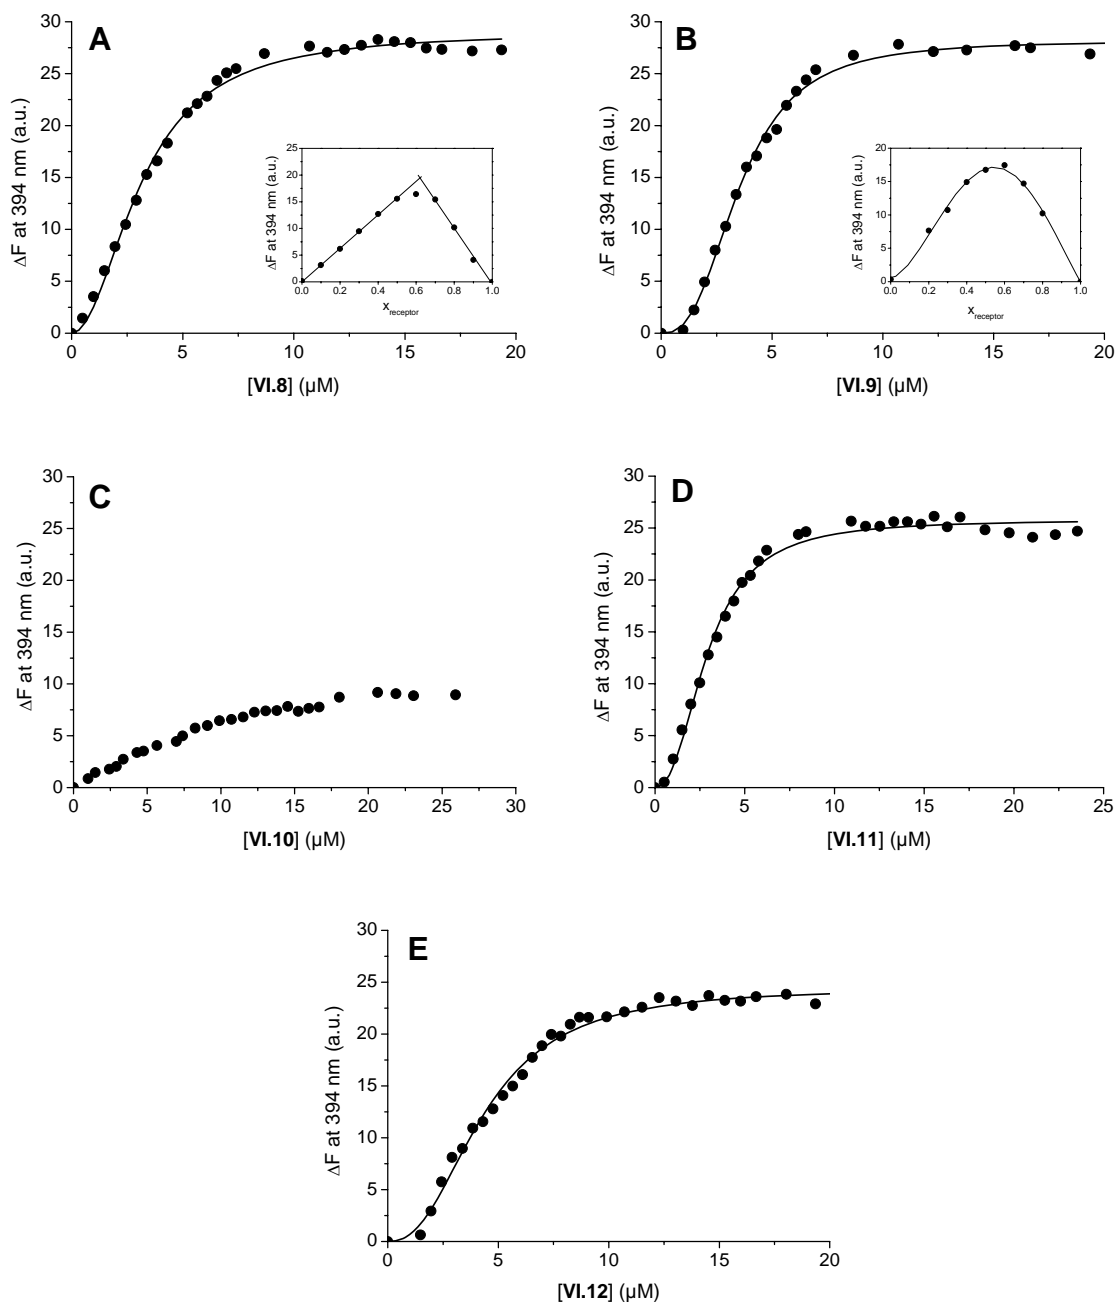 A
ΔF at 394 nm (a.u.)
30
25
20
15
10
5
0
0 5 10 15 20
[VI.8] (μM)
ΔF at 394 nm (a.u.)
25
20
15
10
5
0
0.0 0.2 0.4 0.6 0.8 1.0
x receptor
B
ΔF at 394 nm (a.u.)
30
25
20
15
10
5
0
0 5 10 15 20
[VI.9] (μM)
ΔF at 394 nm (a.u.)
20
15
10
5
0
0.0 0.2 0.4 0.6 0.8 1.0
x receptor
C
ΔF at 394 nm (a.u.)
30
25
20
15
10
5
0
0 5 10 15 20 25 30
[VI.10] (μM)
D
ΔF at 394 nm (a.u.)
30
25
20
15
10
5
0
0 5 10 15 20 25
[VI.11] (μM)
E
ΔF at 394 nm (a.u.)
30
25
20
15
10
5
0
0 5 10 15 20
[VI.12] (μM)